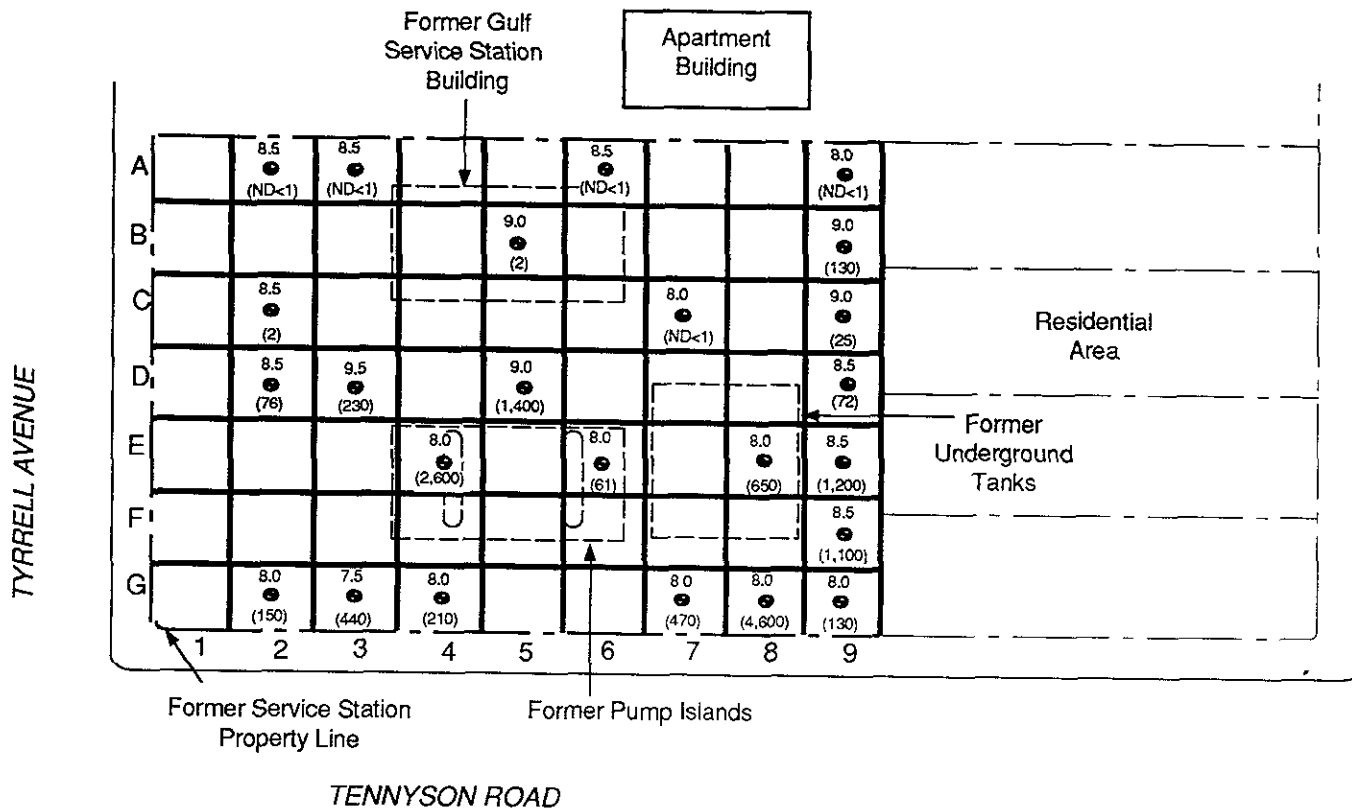 Former Gulf
Service Station
Building
Apartment
Building
A
8.5
8.5
8.5
8.0
(ND<1)
(ND<1)
(ND<1)
(ND<1)
B
9.0
9.0
(2)
(130)
C
8.5
8.0
9.0
(2)
(ND<1)
(25)
Residential
Area
D
8.5
9.5
9.0
8.5
(76)
(230)
(1,400)
(72)
E
8.0
8.0
8.0
8.5
(2,600)
(61)
(650)
(1,200)
Former
Underground
Tanks
F
8.5
(1,100)
G
8.0
7.5
8.0
8.0
8.0
8.0
(150)
(440)
(210)
(470)
(4,600)
(130)
1 2 3 4 5 6 7 8 9
TYRRELL AVENUE
Former Service Station
Property Line
Former Pump Islands
TENNYSON ROAD